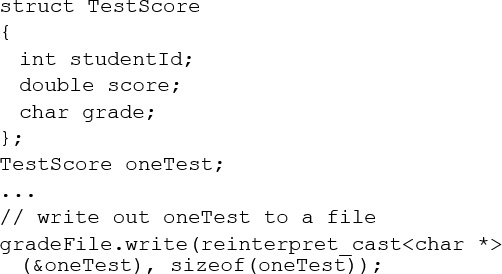 struct TestScore
{
int studentId;
double score;
char grade;
};
TestScore oneTest;
...
// write out oneTest to a file
gradeFile.write(reinterpret_cast<char *>
(&oneTest), sizeof(oneTest));